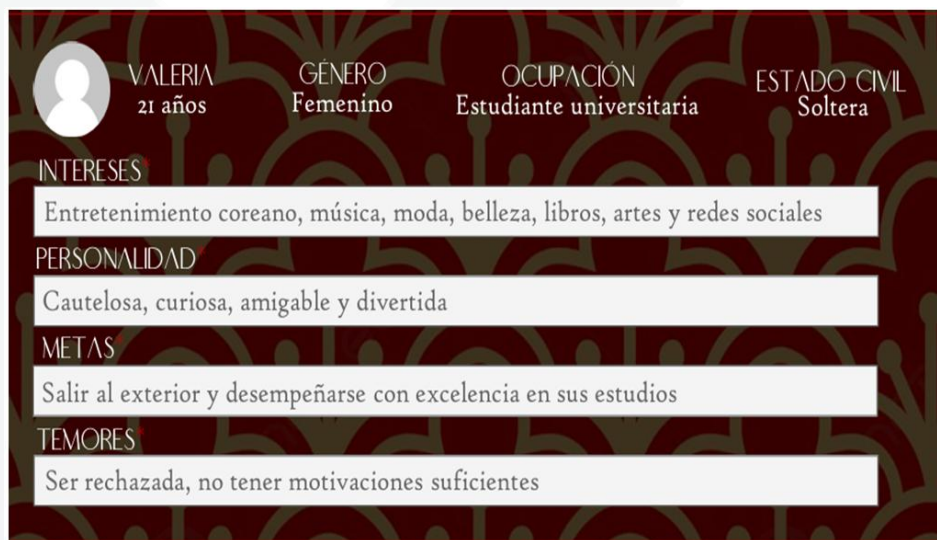 VALERIA
21 años
GÉNERO
Femenino
OCUPACIÓN
Estudiante universitaria
ESTADO CIVIL
Soltera
INTERESES*
Entretenimiento coreano, música, moda, belleza, libros, artes y redes sociales
PERSONALIDAD*
Cautelosa, curiosa, amigable y divertida
METAS*
Salir al exterior y desempeñarse con excelencia en sus estudios
TEMORES*
Ser rechazada, no tener motivaciones suficientes